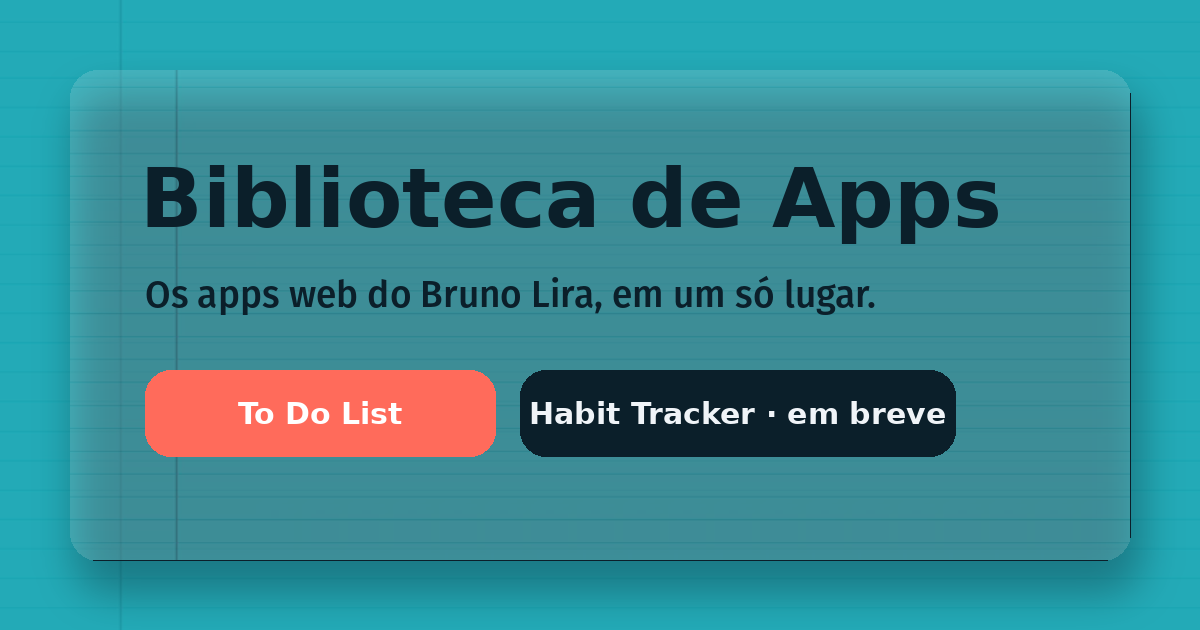 Biblioteca de Apps
Os apps web do Bruno Lira, em um só lugar.
To Do List
Habit Tracker · em breve